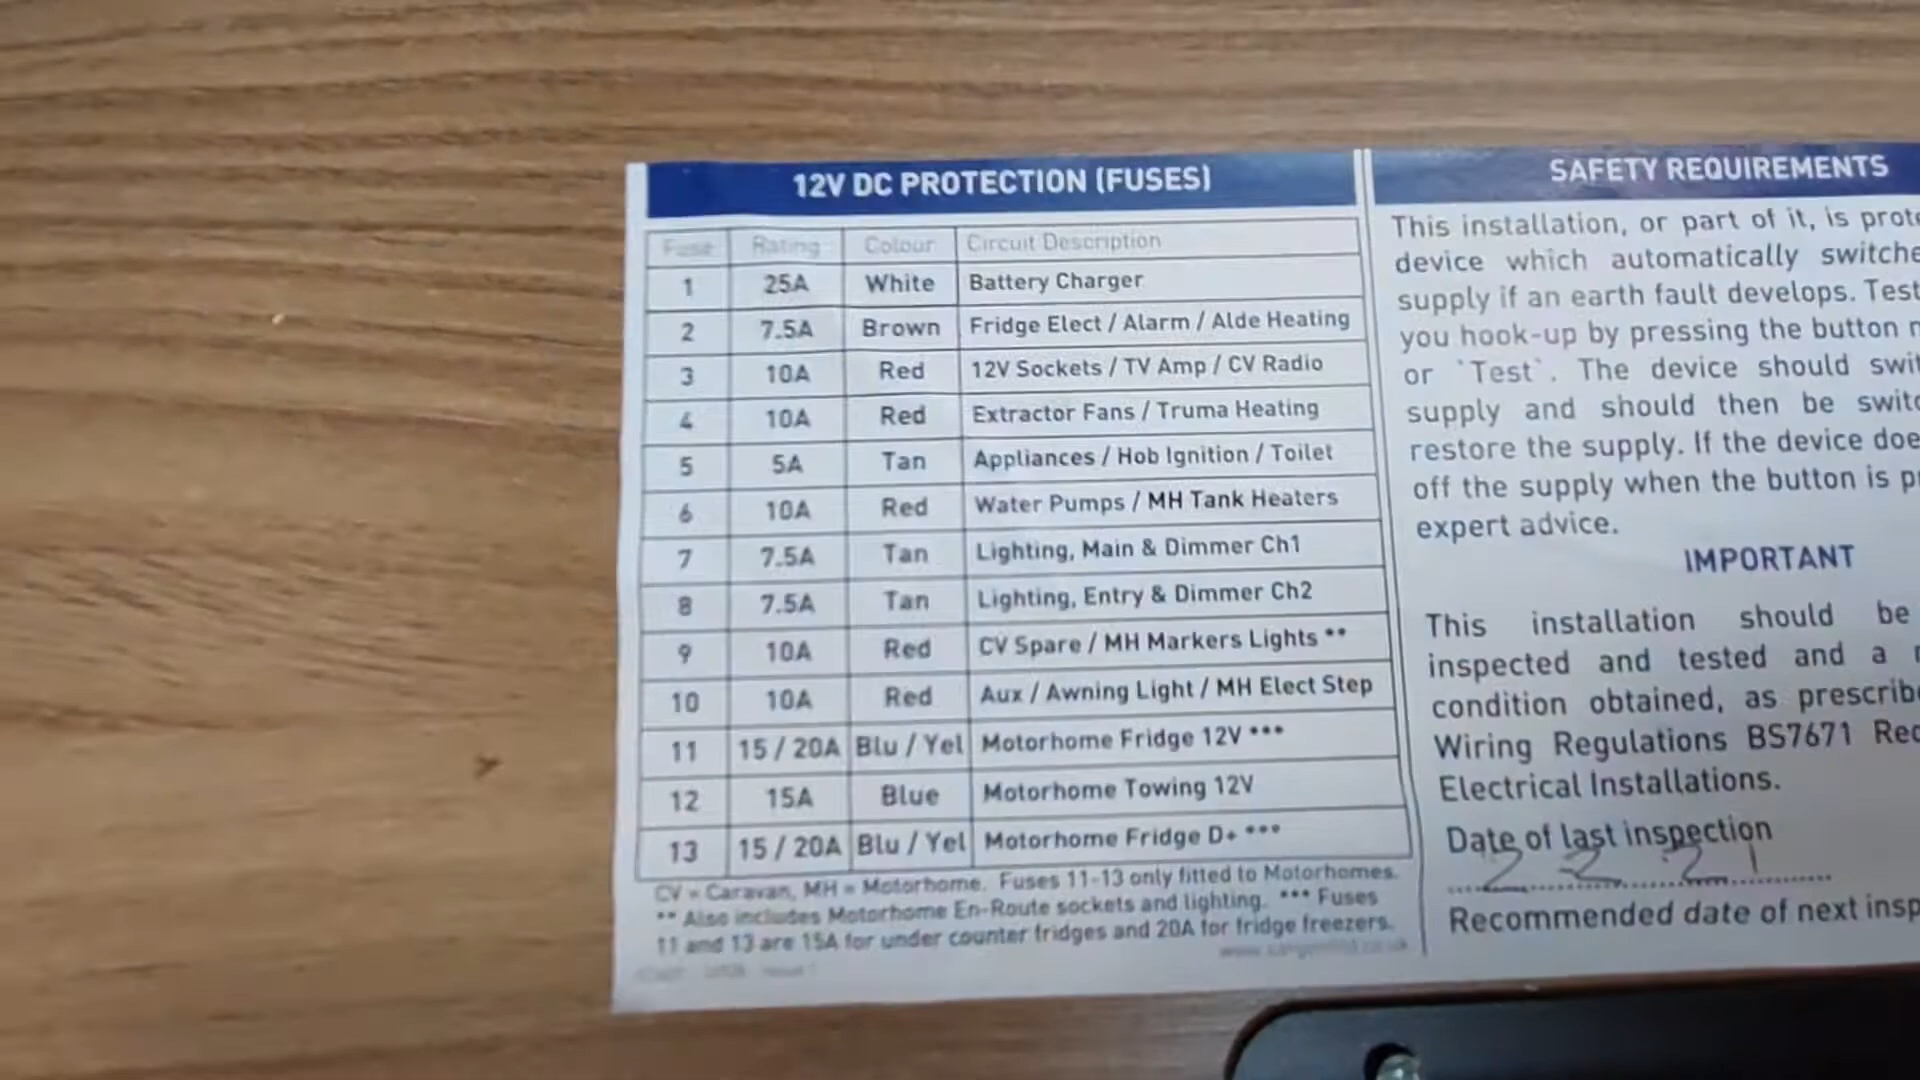 12V DC PROTECTION (FUSES)
Fuse Rating Colour Circuit Description
1 25A White Battery Charger
2 7.5A Brown Fridge Elect / Alarm / Alde Heating
3 10A Red 12V Sockets / TV Amp / CV Radio
4 10A Red Extractor Fans / Truma Heating
5 5A Tan Appliances / Hob Ignition / Toilet
6 10A Red Water Pumps / MH Tank Heaters
7 7.5A Tan Lighting, Main & Dimmer Ch1
8 7.5A Tan Lighting, Entry & Dimmer Ch2
9 10A Red CV Spare / MH Markers Lights **
10 10A Red Aux / Awning Light / MH Elect Step
11 15 / 20A Blu / Yel Motorhome Fridge 12V ***
12 15A Blue Motorhome Towing 12V
13 15 / 20A Blu / Yel Motorhome Fridge D+ ***
CV = Caravan, MH = Motorhome. Fuses 11-13 only fitted to Motorhomes.
** Also includes Motorhome En-Route sockets and lighting. *** Fuses
11 and 13 are 15A for under counter fridges and 20A for fridge freezers.
SAFETY REQUIREMENTS
This installation, or part of it, is prote
device which automatically switche
supply if an earth fault develops. Test
you hook-up by pressing the button m
or `Test`. The device should swit
supply and should then be switc
restore the supply. If the device doe
off the supply when the button is pr
expert advice.
IMPORTANT
This installation should be
inspected and tested and a r
condition obtained, as prescribe
Wiring Regulations BS7671 Req
Electrical Installations.
Date of last inspection
2 2 21
Recommended date of next insp